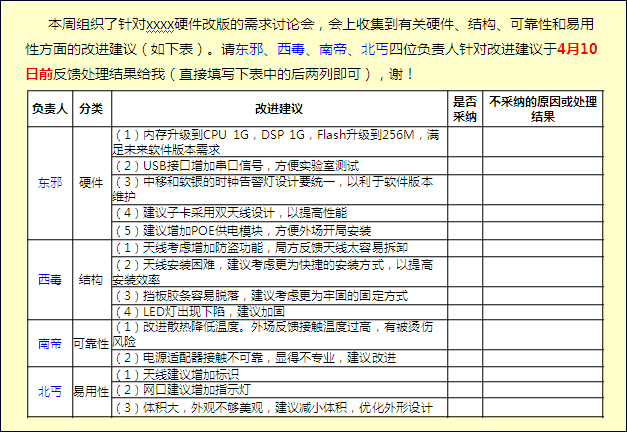 本周组织了针对xxxx硬件改版的需求讨论会，会上收集到有关硬件、结构、可靠性和易用
性方面的改进建议（如下表）。请东邪、西毒、南帝、北丐四位负责人针对改进建议于4月10
日前反馈处理结果给我（直接填写下表中的后两列即可），谢！
负责人 分类 改进建议 是否采纳 不采纳的原因或处理结果
东邪 硬件
（1）内存升级到CPU 1G，DSP 1G，Flash升级到256M，满
足未来软件版本需求
（2）USB接口增加串口信号，方便实验室测试
（3）中移和软银的时钟告警灯设计要统一，以利于软件版本
维护
（4）建议子卡采用双天线设计，以提高性能
（5）建议增加POE供电模块，方便外场开局安装
西毒 结构
（1）天线考虑增加防盗功能，局方反馈天线太容易拆卸
（2）天线安装困难，建议考虑更为快捷的安装方式，以提高
安装效率
（3）挡板胶条容易脱落，建议考虑更为牢固的固定方式
（4）LED灯出现下陷，建议加固
南帝 可靠性
（1）改进散热降低温度。外场反馈接触温度过高，有被烫伤
风险
（2）电源适配器接触不可靠，显得不专业，建议改进
北丐 易用性
（1）天线建议增加标识
（2）网口建议增加指示灯
（3）体积大，外观不够美观，建议减小体积，优化外形设计